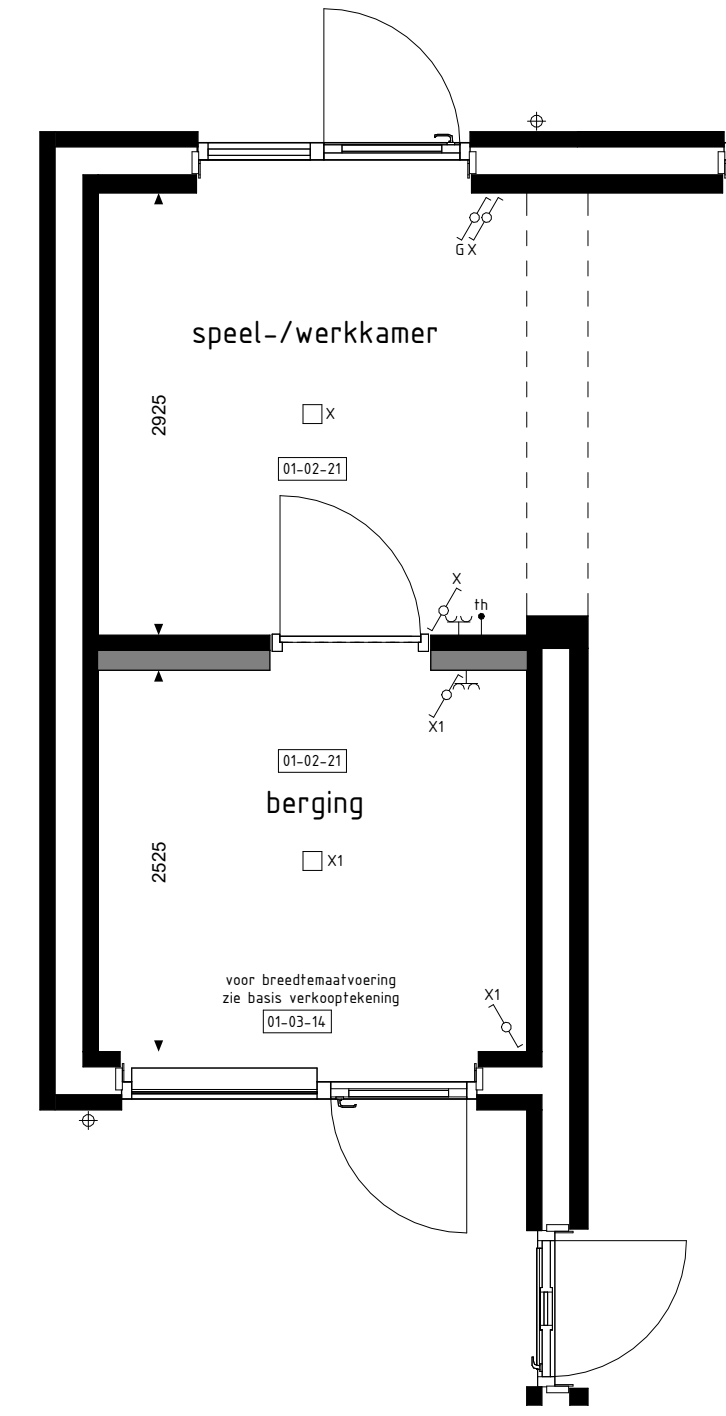 G X
speel-/werkkamer
2925
X
01-02-21
X
th
X1
01-02-21
berging
2525
X1
voor breedtemaatvoering
zie basis verkooptekening
01-03-14
X1